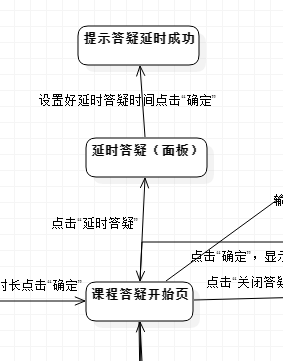 提示答疑延时成功
设置好延时答疑时间点击“确定”
延时答疑（面板）
点击“延时答疑”
输
点击“确定”，显示
时长点击“确定”
点击“关闭答疑
课程答疑开始页